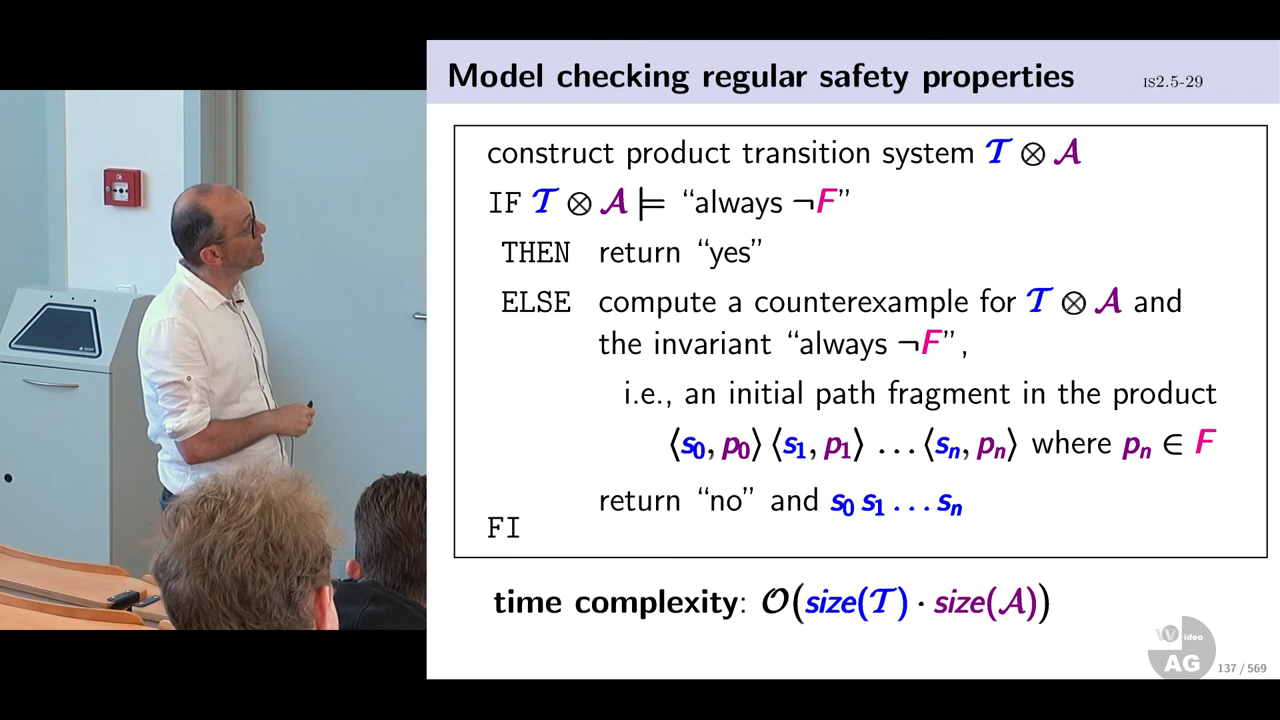 Model checking regular safety properties IS2.5-29
construct product transition system 𝒯 ⊗ 𝒜
IF 𝒯 ⊗ 𝒜 ⊨ “always ¬F”
THEN return “yes”
ELSE compute a counterexample for 𝒯 ⊗ 𝒜 and
the invariant “always ¬F”,
i.e., an initial path fragment in the product
⟨s₀, p₀⟩ ⟨s₁, p₁⟩ … ⟨sₙ, pₙ⟩ where pₙ ∈ F
return “no” and s₀ s₁ … sₙ
FI
time complexity: 𝒪(size(𝒯) · size(𝒜))
Video
AG
137 / 569